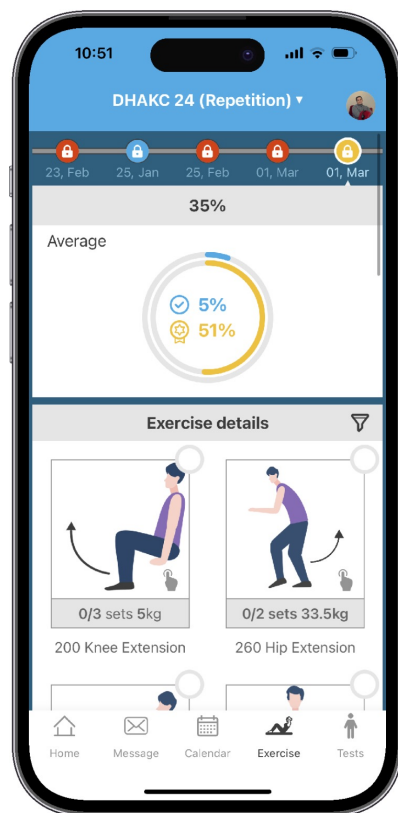 10:51
DHAKC 24 (Repetition) ▾
23, Feb 25, Jan 25, Feb 01, Mar 01, Mar
35%
Average
5%
51%
Exercise details
0/3 sets 5kg 0/2 sets 33.5kg
200 Knee Extension 260 Hip Extension
Home Message Calendar Exercise Tests